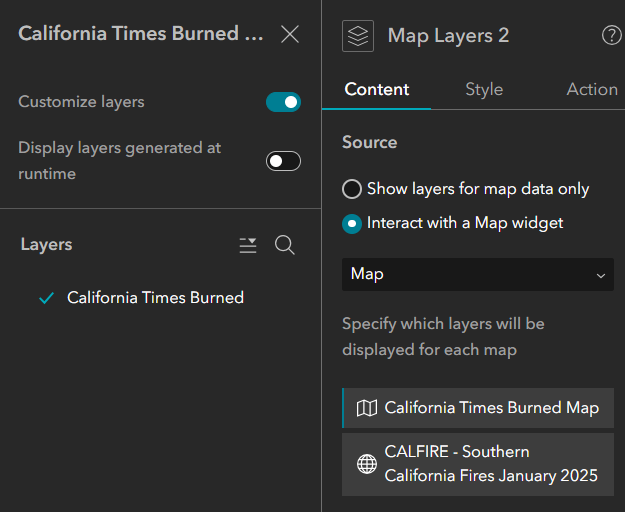 California Times Burned ...
Customize layers
Display layers generated at
runtime
Layers
California Times Burned
Map Layers 2
Content Style Action
Source
Show layers for map data only
Interact with a Map widget
Map
Specify which layers will be
displayed for each map
California Times Burned Map
CALFIRE - Southern
California Fires January 2025